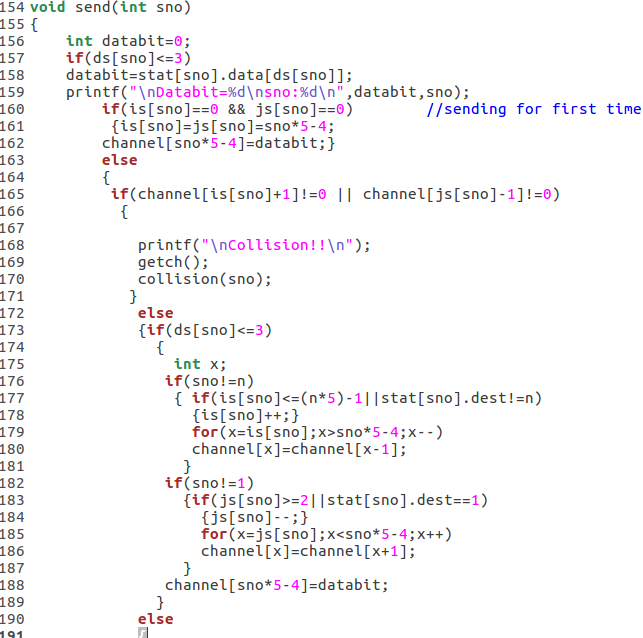 154 void send(int sno)
155 {
156     int databit=0;
157     if(ds[sno]<=3)
158     databit=stat[sno].data[ds[sno]];
159     printf("\nDatabit=%d\nsno:%d\n",databit,sno);
160         if(is[sno]==0 && js[sno]==0)        //sending for first time
161          {is[sno]=js[sno]=sno*5-4;
162         channel[sno*5-4]=databit;}
163         else
164         {
165          if(channel[is[sno]+1]!=0 || channel[js[sno]-1]!=0)
166           {
167
168             printf("\nCollision!!\n");
169             getch();
170             collision(sno);
171            }
172             else
173             {if(ds[sno]<=3)
174               {
175                 int x;
176                if(sno!=n)
177                 { if(is[sno]<=(n*5)-1||stat[sno].dest!=n)
178                   {is[sno]++;}
179                   for(x=is[sno];x>sno*5-4;x--)
180                   channel[x]=channel[x-1];
181                  }
182                if(sno!=1)
183                  {if(js[sno]>=2||stat[sno].dest==1)
184                    {js[sno]--;}
185                    for(x=js[sno];x<sno*5-4;x++)
186                    channel[x]=channel[x+1];
187                  }
188                channel[sno*5-4]=databit;
189               }
190             else
191             {